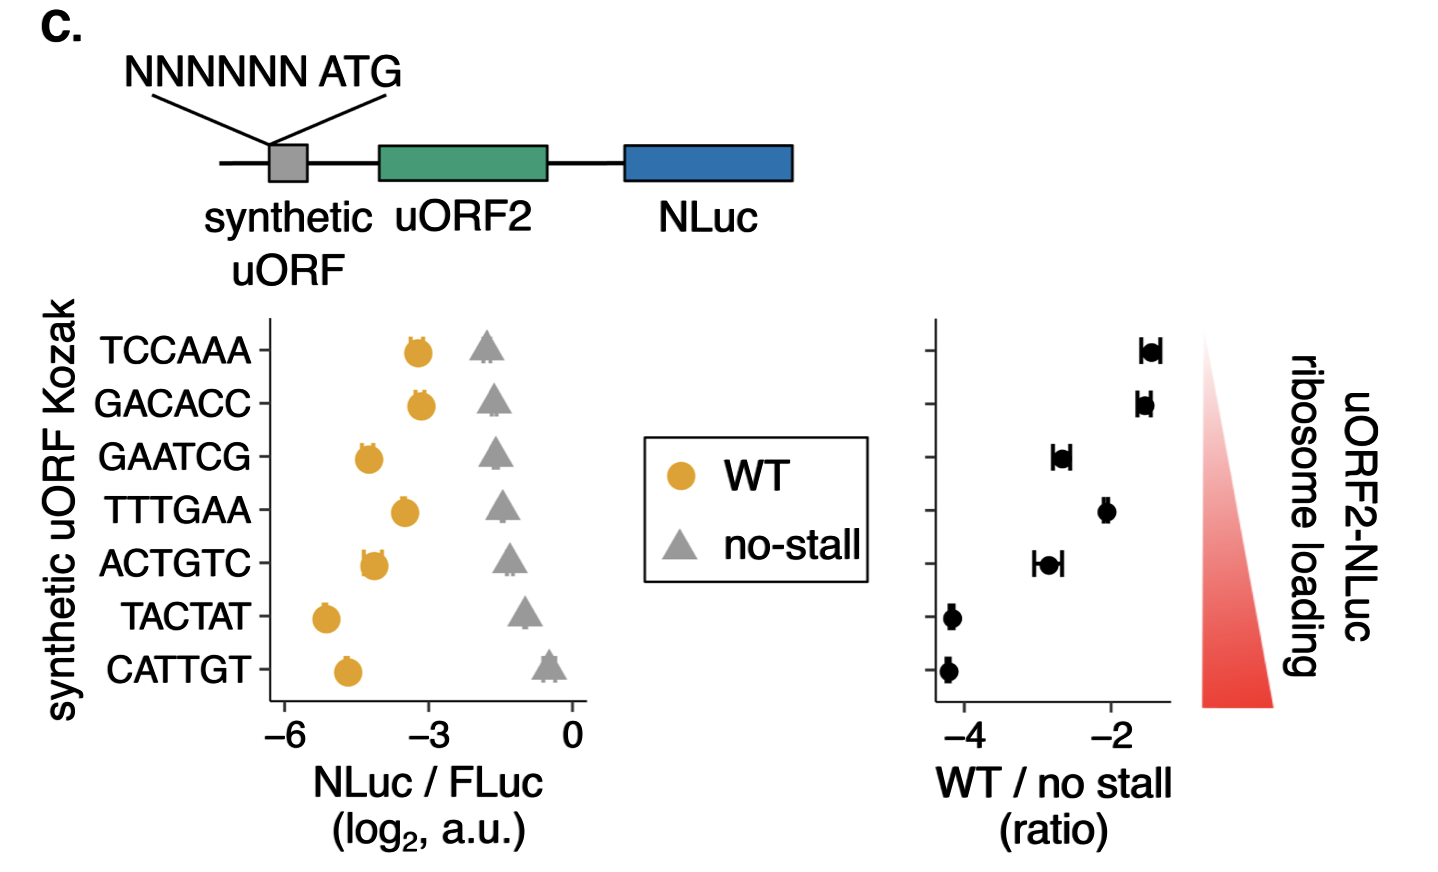 c.
NNNNNN ATG
synthetic uORF
uORF2
NLuc
synthetic uORF Kozak
TCCAAA
GACACC
GAATCG
TTTGAA
ACTGTC
TACTAT
CATTGT
−6
−3
0
NLuc / FLuc
(log₂, a.u.)
WT
no-stall
−4
−2
WT / no stall
(ratio)
uORF2-NLuc
ribosome loading